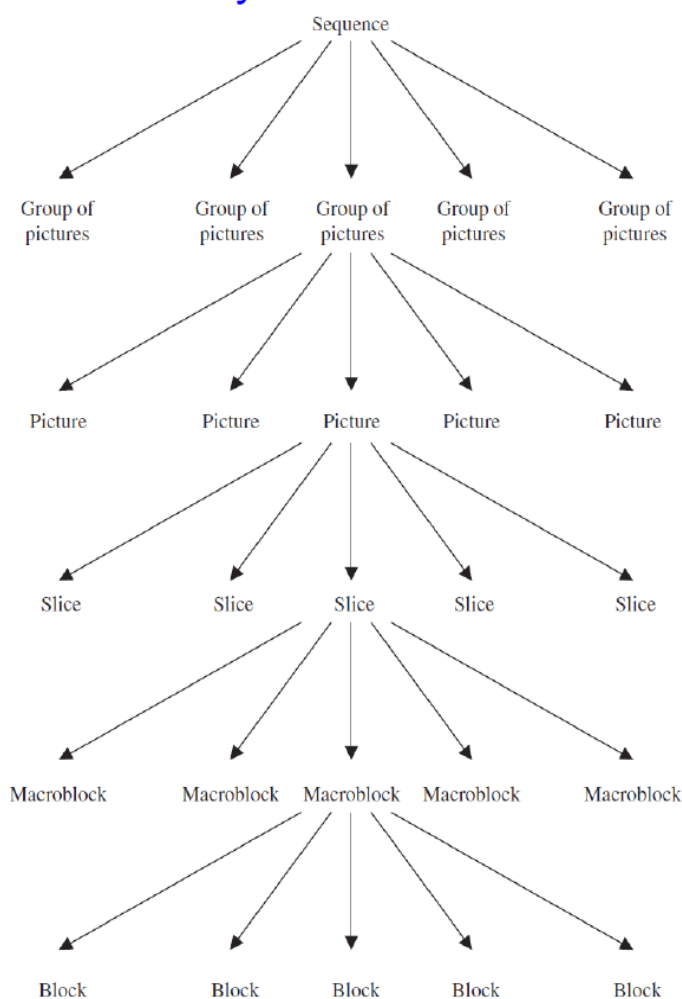 Sequence
Group of Group of Group of Group of Group of
pictures pictures pictures pictures pictures
Picture Picture Picture Picture Picture
Slice Slice Slice Slice Slice
Macroblock Macroblock Macroblock Macroblock Macroblock
Block Block Block Block Block